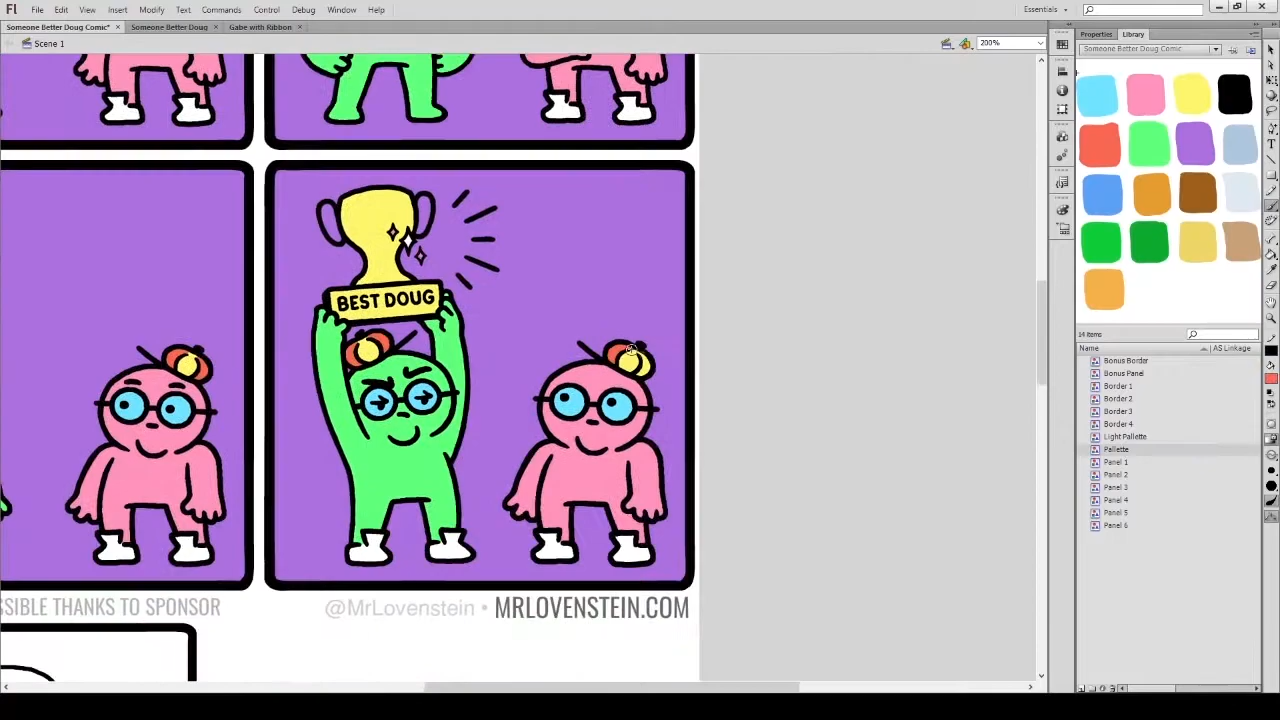 Fl File Edit View Insert Modify Text Commands Control Debug Window Help
Essentials
Someone Better Doug Comic* × Someone Better Doug × Gabe with Ribbon ×
Scene 1
200%
Properties Library
Someone Better Doug Comic
BEST DOUG
SSIBLE THANKS TO SPONSOR
@MrLovenstein • MRLOVENSTEIN.COM
14 items
Name AS Linkage
Bonus Border
Bonus Panel
Border 1
Border 2
Border 3
Border 4
Light Pallette
Pallette
Panel 1
Panel 2
Panel 3
Panel 4
Panel 5
Panel 6